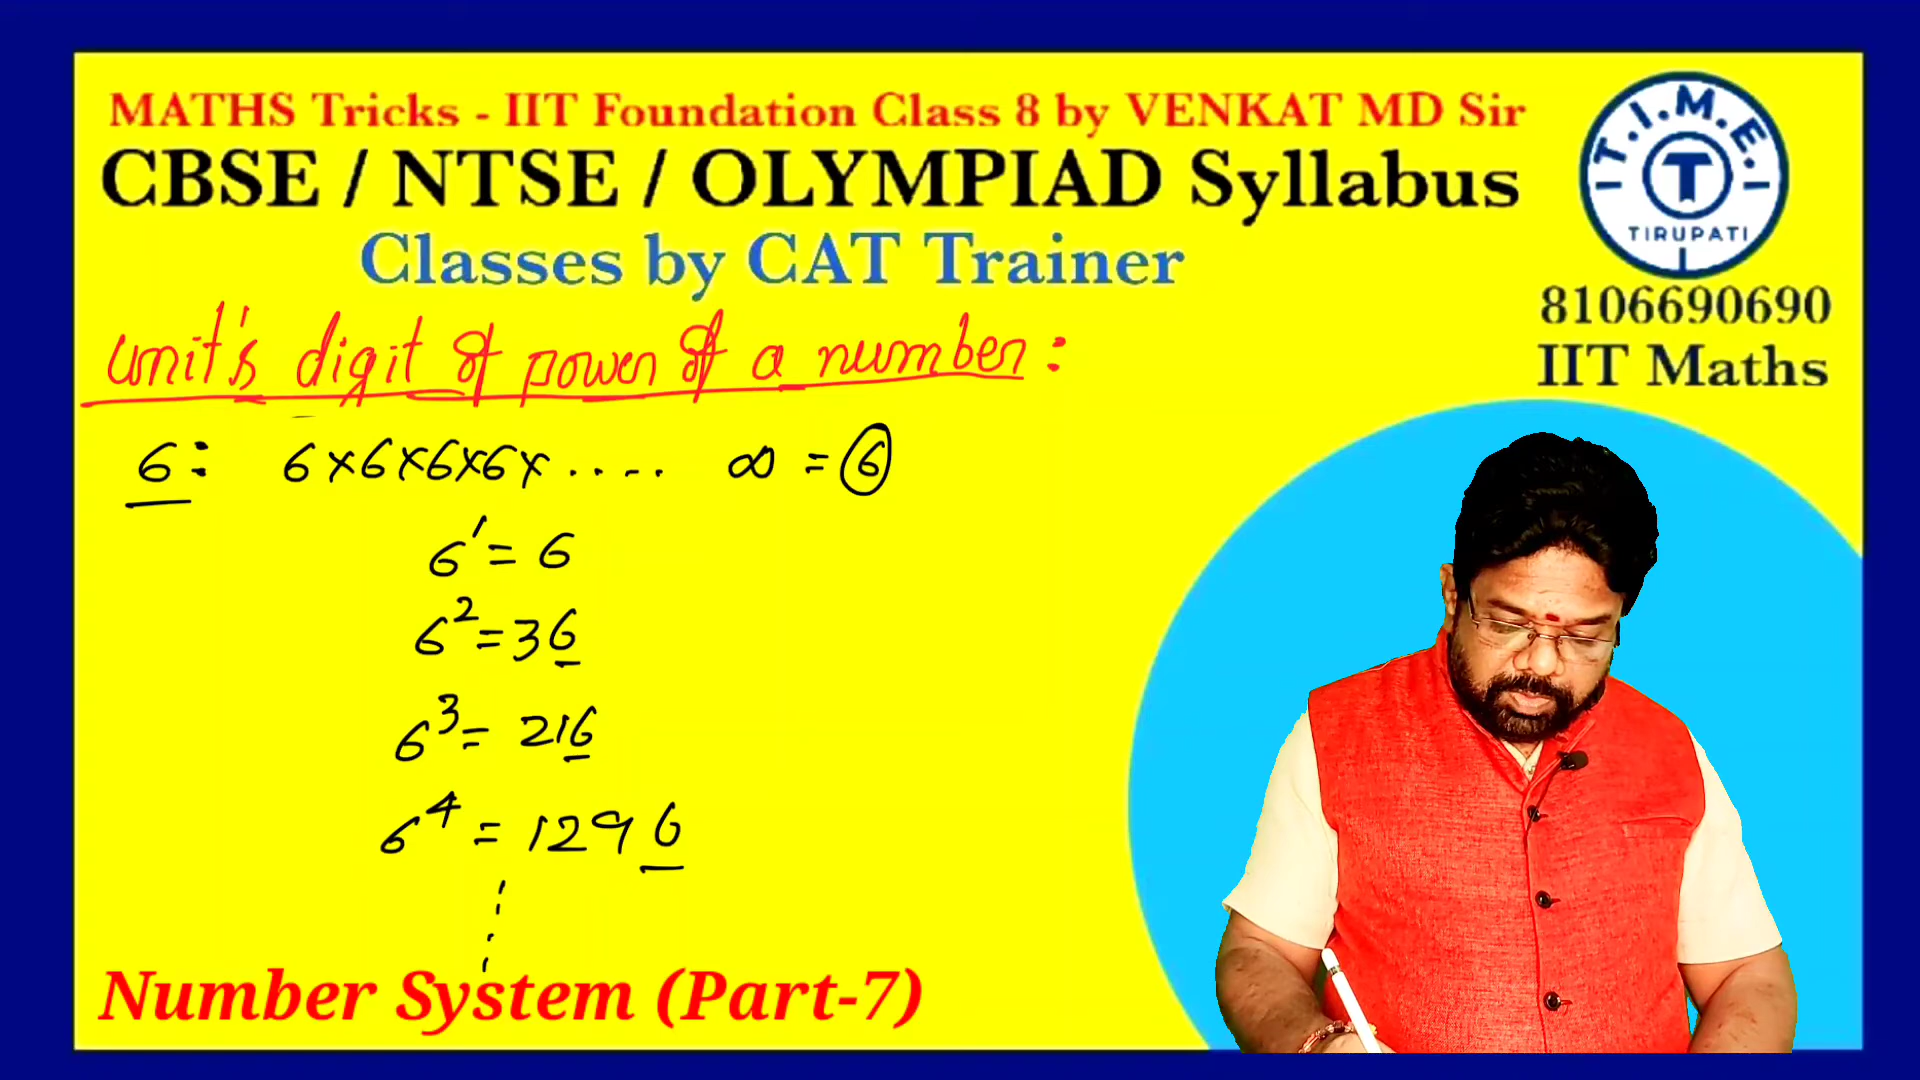 MATHS Tricks - IIT Foundation Class 8 by VENKAT MD Sir
CBSE / NTSE / OLYMPIAD Syllabus
Classes by CAT Trainer
T.I.M.E.
T
TIRUPATI
8106690690
IIT Maths
unit's digit of power of a number:
6: 6×6×6×6×.... ∞ = 6
6¹ = 6
6² = 36
6³ = 216
6⁴ = 1296
Number System (Part-7)